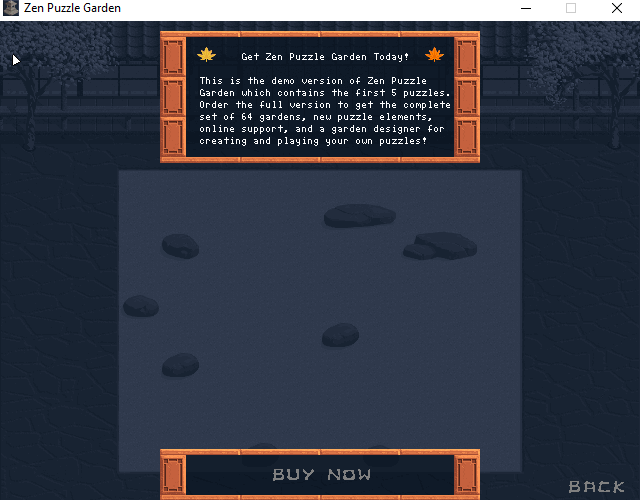 Zen Puzzle Garden
Get Zen Puzzle Garden Today!
This is the demo version of Zen Puzzle
Garden which contains the first 5 puzzles.
Order the full version to get the complete
set of 64 gardens, new puzzle elements,
online support, and a garden designer for
creating and playing your own puzzles!
BUY NOW
BACK